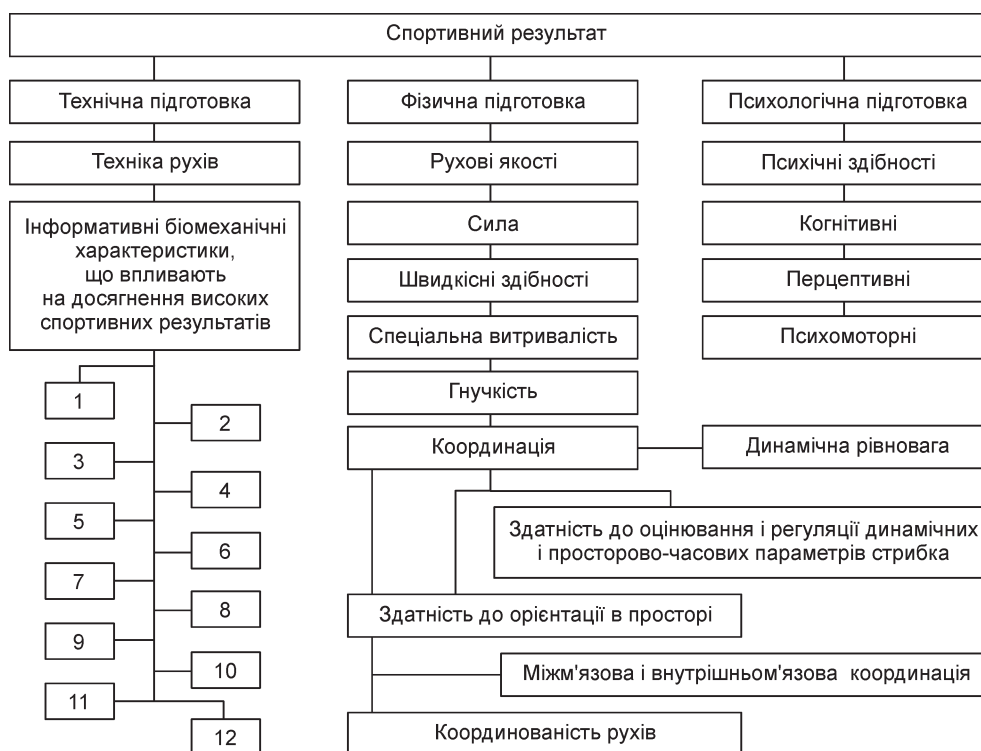 Спортивний результат
Технічна підготовка
Фізична підготовка
Психологічна підготовка
Техніка рухів
Рухові якості
Психічні здібності
Інформативні біомеханічні
характеристики,
що впливають
на досягнення високих
спортивних результатів
Сила
Когнітивні
Швидкісні здібності
Перцептивні
Спеціальна витривалість
Психомоторні
Гнучкість
1
2
Координація
Динамічна рівновага
3
4
5
Здатність до оцінювання і регуляції динамічних
і просторово-часових параметрів стрибка
6
7
8
Здатність до орієнтації в просторі
9
10
Міжм'язова і внутрішньом'язова координація
11
12
Координованість рухів